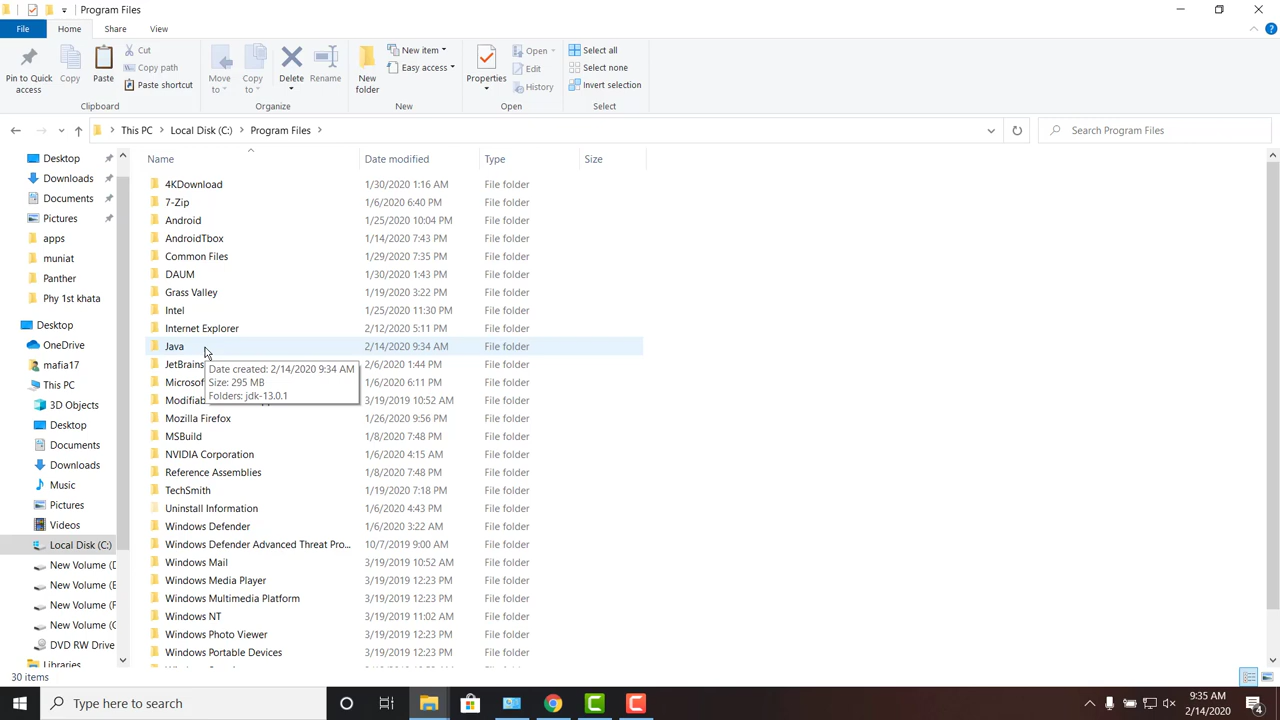 Program Files
File
Home
Share
View
Pin to Quick access
Copy
Paste
Cut
Copy path
Paste shortcut
Clipboard
Move to
Copy to
Delete
Rename
Organize
New folder
New item
Easy access
New
Properties
Open
Edit
History
Open
Select all
Select none
Invert selection
Select
This PC
Local Disk (C:)
Program Files
Search Program Files
Desktop
Downloads
Documents
Pictures
apps
muniat
Panther
Phy 1st khata
Desktop
OneDrive
mafia17
This PC
3D Objects
Desktop
Documents
Downloads
Music
Pictures
Videos
Local Disk (C:)
New Volume (D
New Volume (E
New Volume (F
New Volume (G
DVD RW Drive
Libraries
Name Date modified Type Size
4KDownload 1/30/2020 1:16 AM File folder
7-Zip 1/6/2020 6:40 PM File folder
Android 1/25/2020 10:04 PM File folder
AndroidTbox 1/14/2020 7:43 PM File folder
Common Files 1/29/2020 7:35 PM File folder
DAUM 1/30/2020 1:43 PM File folder
Grass Valley 1/19/2020 3:22 PM File folder
Intel 1/25/2020 11:30 PM File folder
Internet Explorer 2/12/2020 5:11 PM File folder
Java 2/14/2020 9:34 AM File folder
JetBrains 2/6/2020 1:44 PM File folder
Microsof 1/6/2020 6:11 PM File folder
Modifiab 3/19/2019 10:52 AM File folder
Mozilla Firefox 1/26/2020 9:56 PM File folder
MSBuild 1/8/2020 7:48 PM File folder
NVIDIA Corporation 1/6/2020 4:15 AM File folder
Reference Assemblies 1/8/2020 7:48 PM File folder
TechSmith 1/19/2020 7:18 PM File folder
Uninstall Information 1/6/2020 4:43 PM File folder
Windows Defender 1/6/2020 3:22 AM File folder
Windows Defender Advanced Threat Pro... 10/7/2019 9:00 AM File folder
Windows Mail 3/19/2019 10:52 AM File folder
Windows Media Player 3/19/2019 12:23 PM File folder
Windows Multimedia Platform 3/19/2019 12:23 PM File folder
Windows NT 3/19/2019 11:02 AM File folder
Windows Photo Viewer 3/19/2019 12:23 PM File folder
Windows Portable Devices 3/19/2019 12:23 PM File folder
Date created: 2/14/2020 9:34 AM
Size: 295 MB
Folders: jdk-13.0.1
30 items
Type here to search
9:35 AM
2/14/2020
4